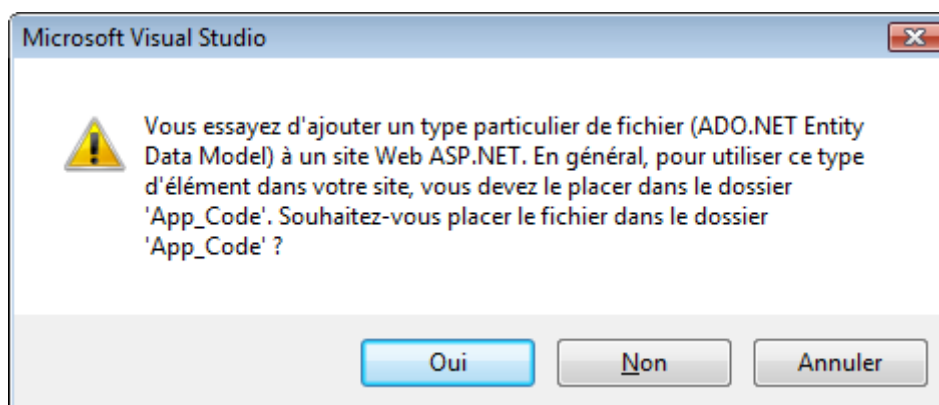 Microsoft Visual Studio
Vous essayez d'ajouter un type particulier de fichier (ADO.NET Entity
Data Model) à un site Web ASP.NET. En général, pour utiliser ce type
d'élément dans votre site, vous devez le placer dans le dossier
'App_Code'. Souhaitez-vous placer le fichier dans le dossier
'App_Code' ?
Oui Non Annuler